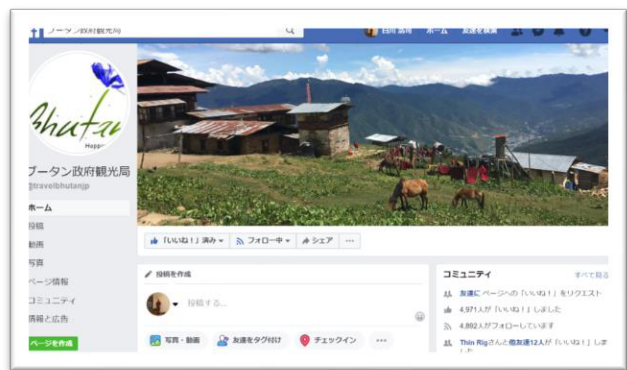 ブータン政府観光局
白川 浩司 ホーム 友達を検索
Bhutan
Happi
ブータン政府観光局
@travelbhutanjp
ホーム
投稿
動画
写真
ページ情報
コミュニティ
情報と広告
ページを作成
「いいね！」済み フォロー中 シェア ...
投稿を作成
投稿する...
写真・動画 友達をタグ付け チェックイン ...
コミュニティ すべて見る
友達に ページへの「いいね！」をリクエスト
4,971人が「いいね！」しました
4,892人がフォローしています
Thin Rigさんと他友達12人が「いいね！」しま
した